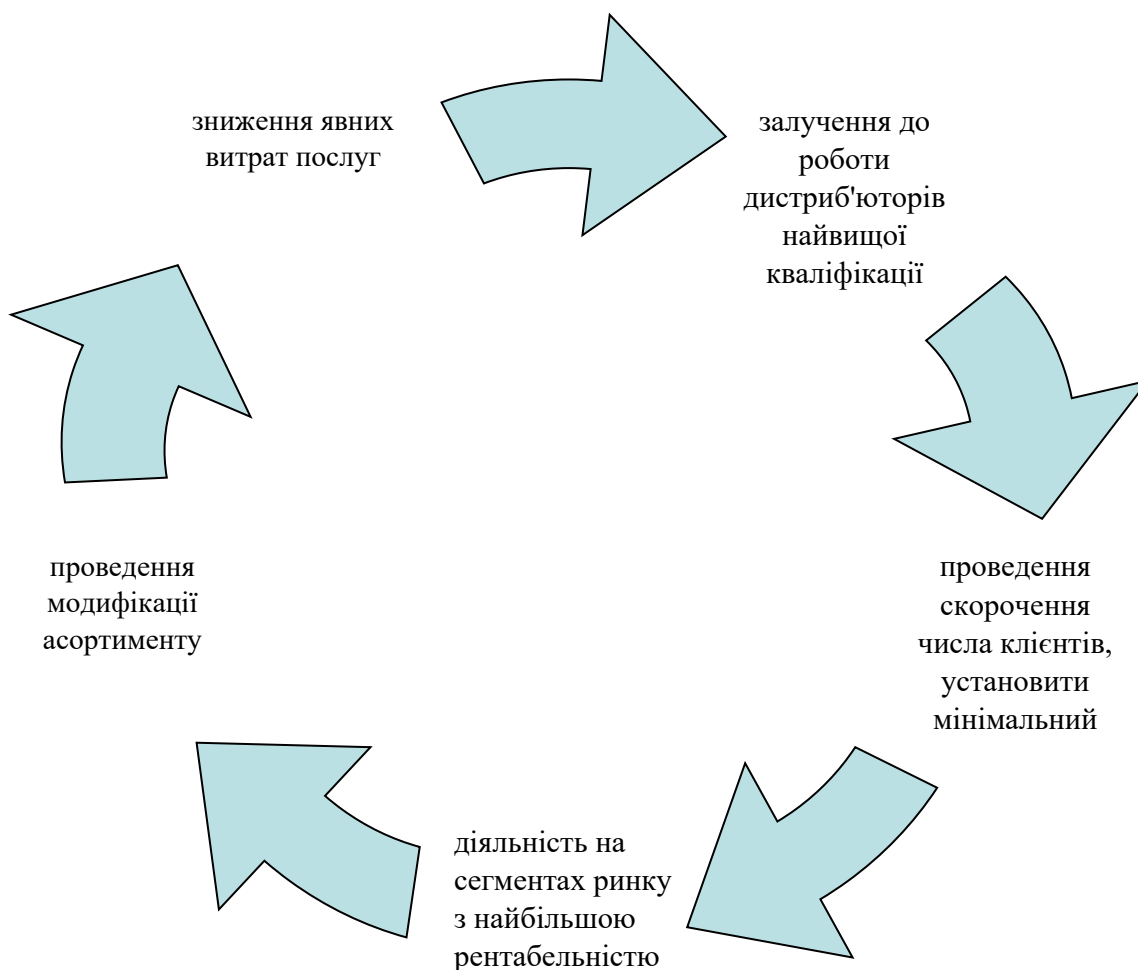 зниження явних
витрат послуг
залучення до
роботи
дистриб'юторів
найвищої
кваліфікації
проведення
скорочення
числа клієнтів,
установити
мінімальний
діяльність на
сегментах ринку
з найбільшою
рентабельністю
проведення
модифікації
асортименту